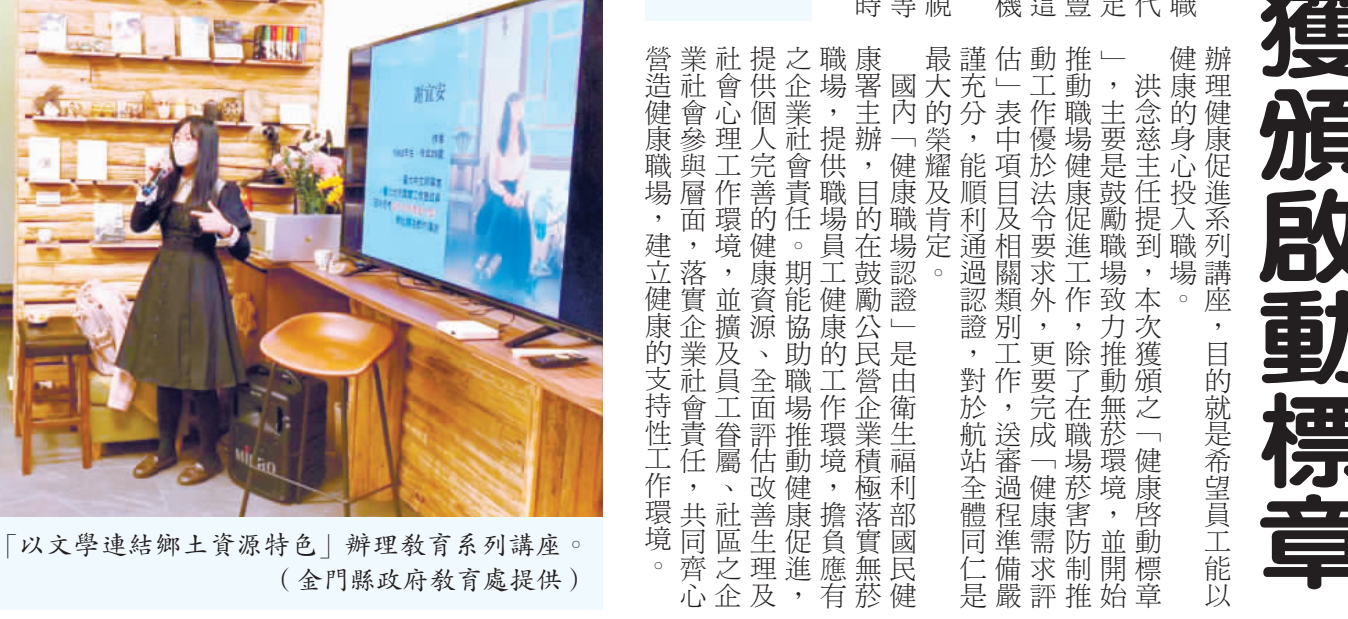 獲頒啟動標章
職
代
定
豐
這
機
視
等
時
辦理健康促進系列講座，目的就是希望員工能以
健康的身心投入職場。
洪念慈主任提到，本次獲頒之「健康啓動標章
」，主要是鼓勵職場致力推動無菸環境，並開始
推動職場健康促進工作，除了在職場菸害防制推
動工作優於法令要求外，更要完成「健康需求評
估」表中項目及相關類別工作，送審過程準備嚴
謹充分，能順利通過認證，對於航站全體同仁是
最大的榮耀及肯定。
國內「健康職場認證」是由衛生福利部國民健
康署主辦，目的在鼓勵公民營企業積極落實無菸
職場，提供職場員工健康的工作環境，擔負應有
之企業社會責任。期能協助職場推動健康促進，
提供個人完善的健康資源、全面評估改善生理及
社會心理工作環境，並擴及員工眷屬、社區之企
業社會參與層面，落實企業社會責任，共同齊心
營造健康職場，建立健康的支持性工作環境。
謝宜安
「以文學連結鄉土資源特色」辦理教育系列講座。
（金門縣政府教育處提供）